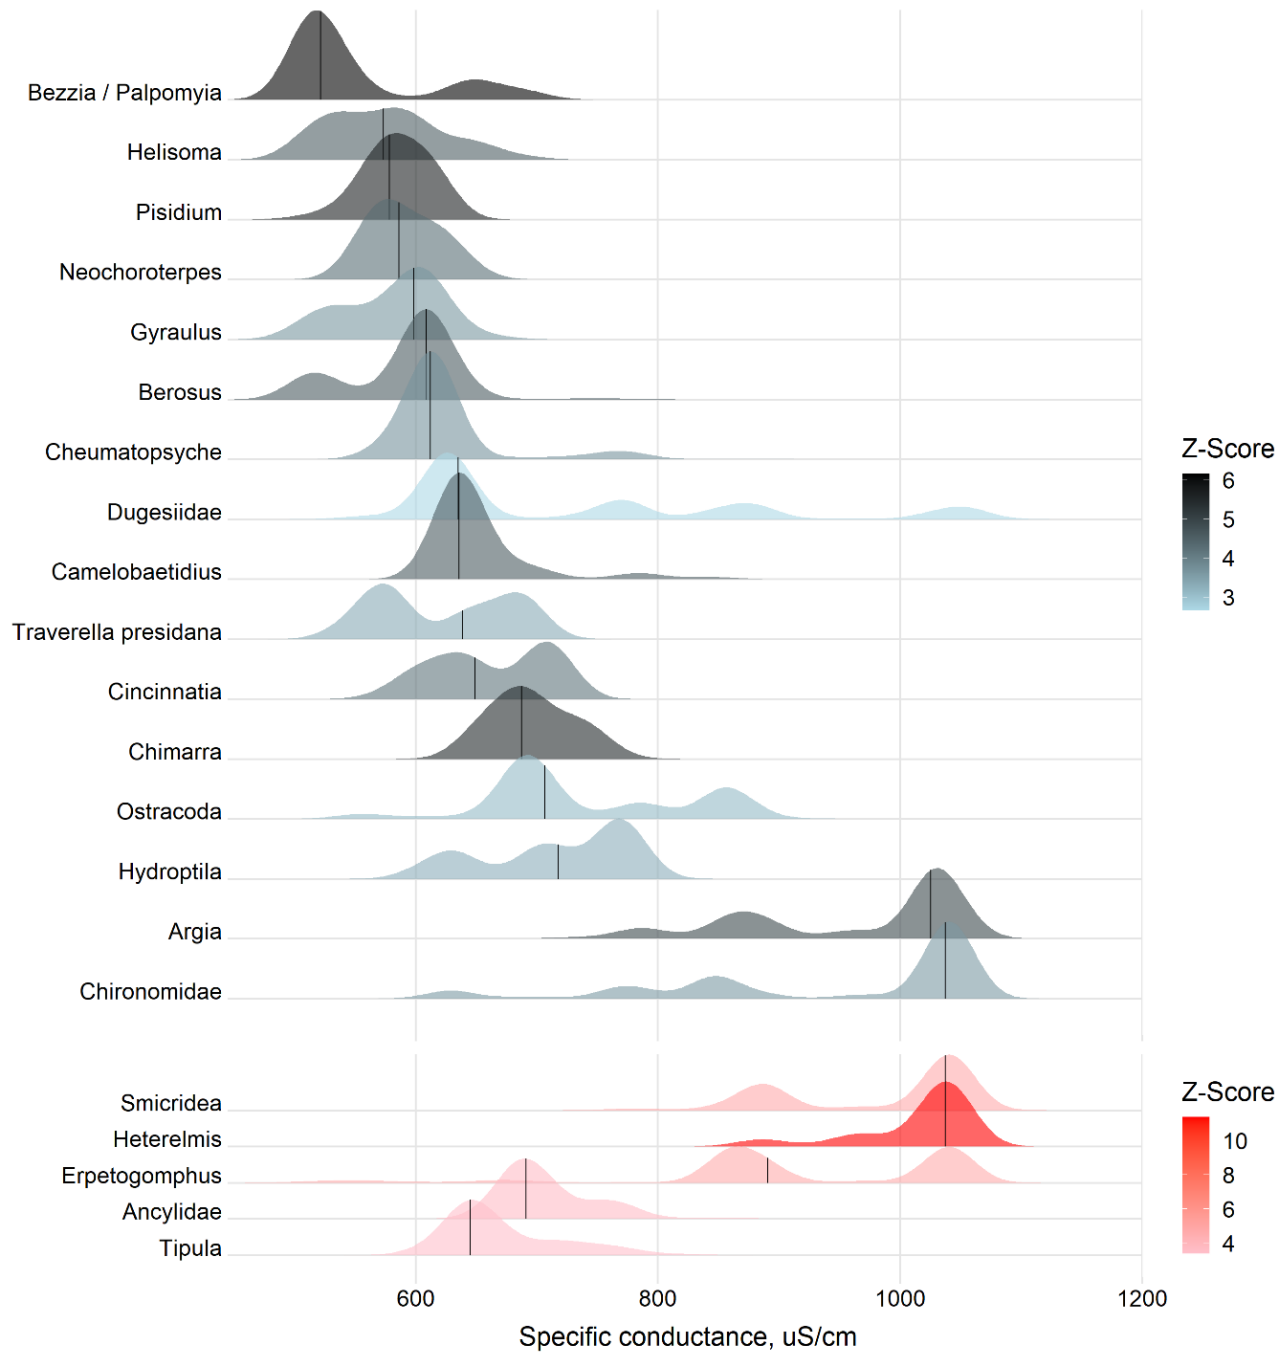 Bezzia / Palpomyia
Helisoma
Pisidium
Neochoroterpes
Gyraulus
Berosus
Cheumatopsyche
Dugesiidae
Camelobaetidius
Traverella presidana
Cincinnatia
Chimarra
Ostracoda
Hydroptila
Argia
Chironomidae
Z-Score
6
5
4
3
Smicridea
Heterelmis
Erpetogomphus
Ancylidae
Tipula
Z-Score
10
8
6
4
600 800 1000 1200
Specific conductance, uS/cm